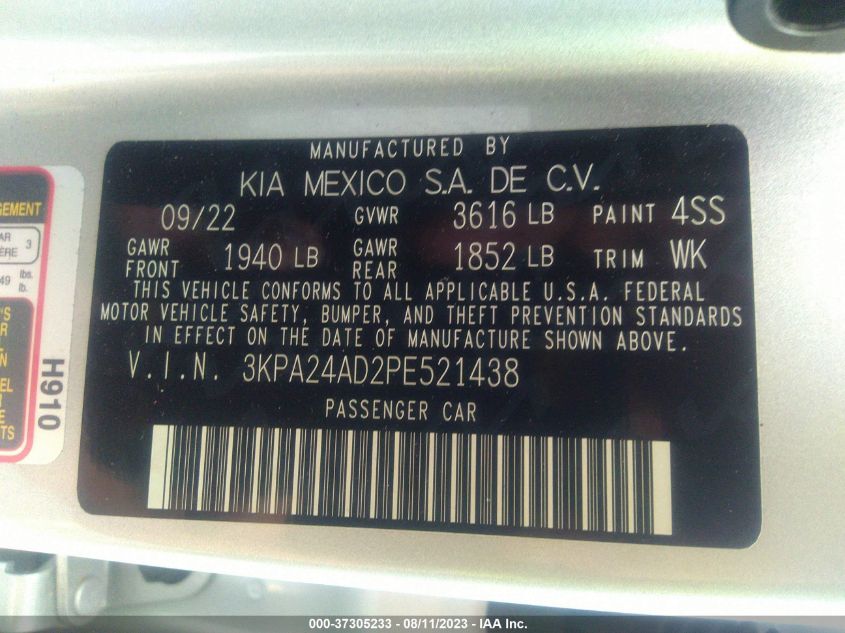 MANUFACTURED BY
KIA MEXICO S.A. DE C.V.
09/22 GVWR 3616 LB PAINT 4SS
GAWR FRONT 1940 LB GAWR REAR 1852 LB TRIM WK
THIS VEHICLE CONFORMS TO ALL APPLICABLE U.S.A. FEDERAL
MOTOR VEHICLE SAFETY, BUMPER, AND THEFT PREVENTION STANDARDS
IN EFFECT ON THE DATE OF MANUFACTURE SHOWN ABOVE.
V.I.N. 3KPA24AD2PE521438
PASSENGER CAR
3
lbs.
lb.
H910
000-37305233 - 08/11/2023 - IAA Inc.